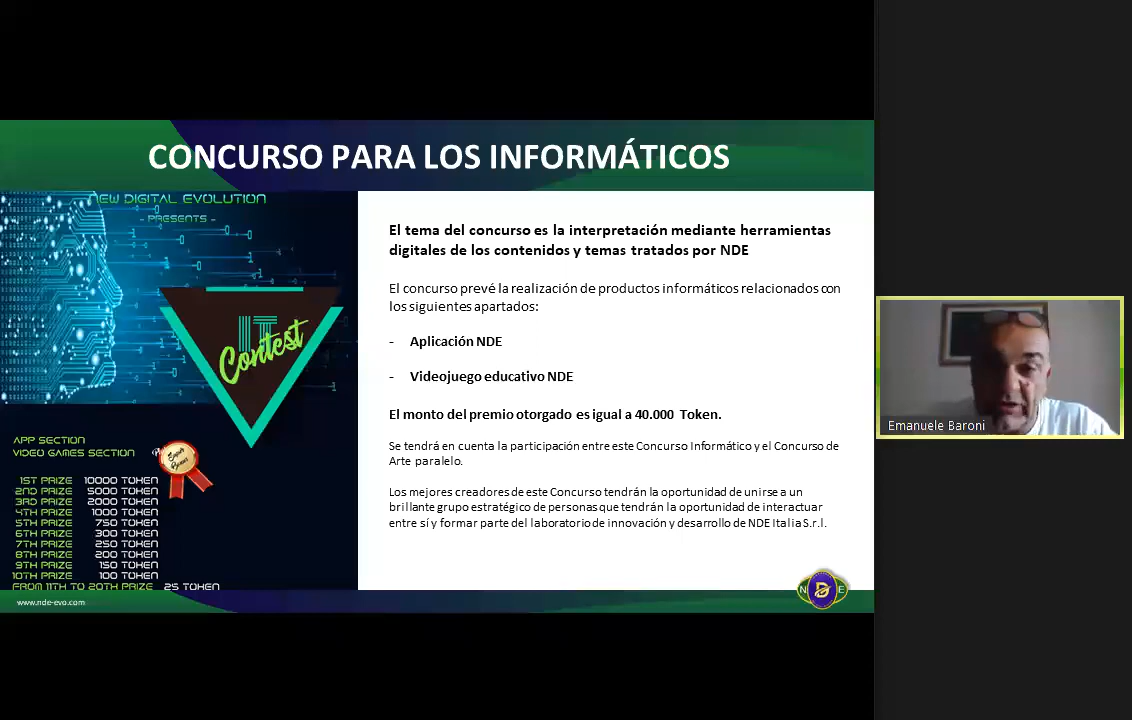 CONCURSO PARA LOS INFORMÁTICOS
NEW DIGITAL EVOLUTION
- PRESENTS -
IT
Contest
APP SECTION
VIDEO GAMES SECTION
Super
Bonus
1ST PRIZE 10000 TOKEN
2ND PRIZE 5000 TOKEN
3RD PRIZE 2000 TOKEN
4TH PRIZE 1000 TOKEN
5TH PRIZE 750 TOKEN
6TH PRIZE 300 TOKEN
7TH PRIZE 250 TOKEN
8TH PRIZE 200 TOKEN
9TH PRIZE 150 TOKEN
10TH PRIZE 100 TOKEN
FROM 11TH TO 20TH PRIZE 25 TOKEN
www.nde-evo.com
El tema del concurso es la interpretación mediante herramientas
digitales de los contenidos y temas tratados por NDE
El concurso prevé la realización de productos informáticos relacionados con
los siguientes apartados:
- Aplicación NDE
- Videojuego educativo NDE
El monto del premio otorgado es igual a 40.000 Token.
Se tendrá en cuenta la participación entre este Concurso Informático y el Concurso de
Arte paralelo.
Los mejores creadores de este Concurso tendrán la oportunidad de unirse a un
brillante grupo estratégico de personas que tendrán la oportunidad de interactuar
entre sí y formar parte del laboratorio de innovación y desarrollo de NDE Italia S.r.l.
N D E
Emanuele Baroni